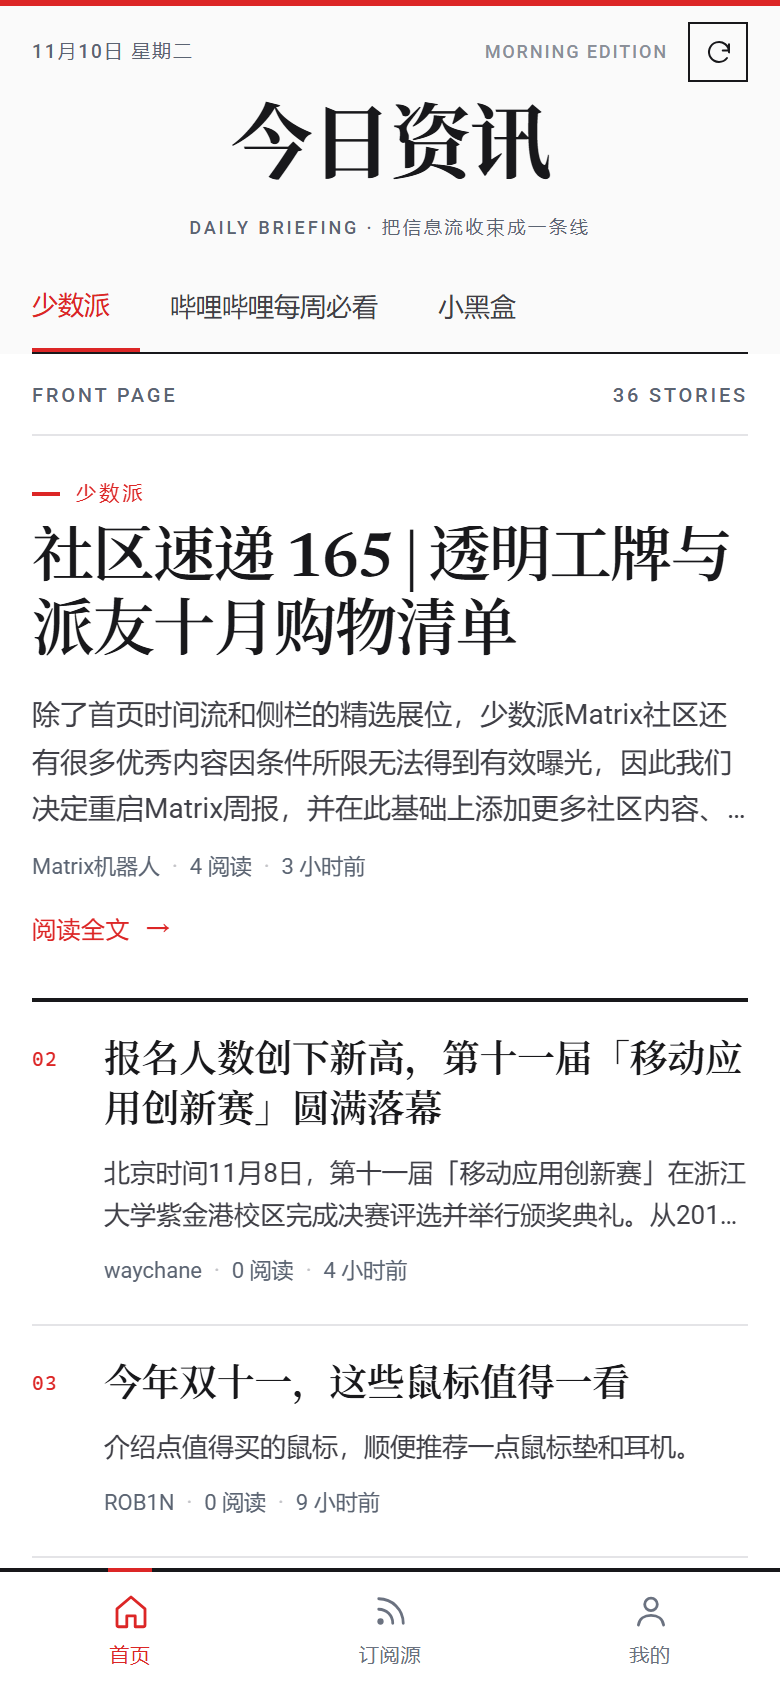 11月10日 星期二
MORNING EDITION
今日资讯
DAILY BRIEFING · 把信息流收束成一条线
少数派 哔哩哔哩每周必看 小黑盒
FRONT PAGE
36 STORIES
少数派
社区速递 165 | 透明工牌与
派友十月购物清单
除了首页时间流和侧栏的精选展位，少数派Matrix社区还
有很多优秀内容因条件所限无法得到有效曝光，因此我们
决定重启Matrix周报，并在此基础上添加更多社区内容、...
Matrix机器人 · 4 阅读 · 3 小时前
阅读全文 →
02
报名人数创下新高，第十一届「移动应
用创新赛」圆满落幕
北京时间11月8日，第十一届「移动应用创新赛」在浙江
大学紫金港校区完成决赛评选并举行颁奖典礼。从201...
waychane · 0 阅读 · 4 小时前
03
今年双十一，这些鼠标值得一看
介绍点值得买的鼠标，顺便推荐一点鼠标垫和耳机。
ROB1N · 0 阅读 · 9 小时前
首页 订阅源 我的